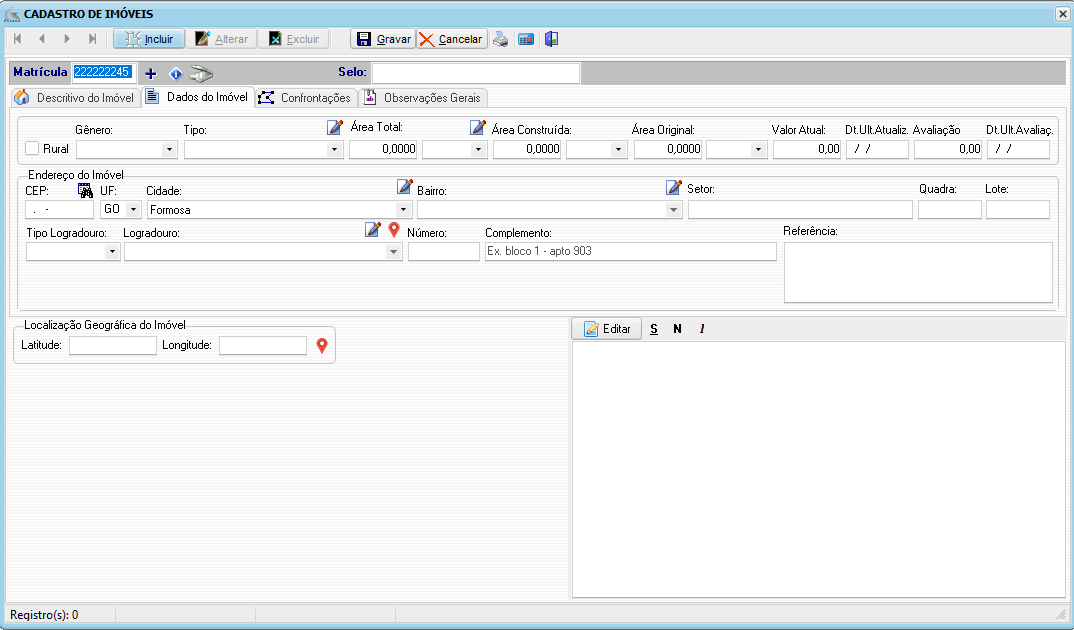 CADASTRO DE IMÓVEIS
Incluir Alterar Excluir Gravar Cancelar
Matrícula 222222245 Selo:
Descritivo do Imóvel Dados do Imóvel Confrontações Observações Gerais
Gênero: Tipo: Área Total: Área Construída: Área Original: Valor Atual: Dt.Ult.Atualiz. Avaliação Dt.Ult.Avaliaç.
Rural 0,0000 0,0000 0,0000 0,00 / / 0,00 / /
Endereço do Imóvel
CEP: UF: Cidade: Bairro: Setor: Quadra: Lote:
. - GO Formosa
Tipo Logradouro: Logradouro: Número: Complemento: Referência:
Ex. bloco 1 - apto 903
Localização Geográfica do Imóvel
Latitude: Longitude:
Editar S N I
Registro(s): 0